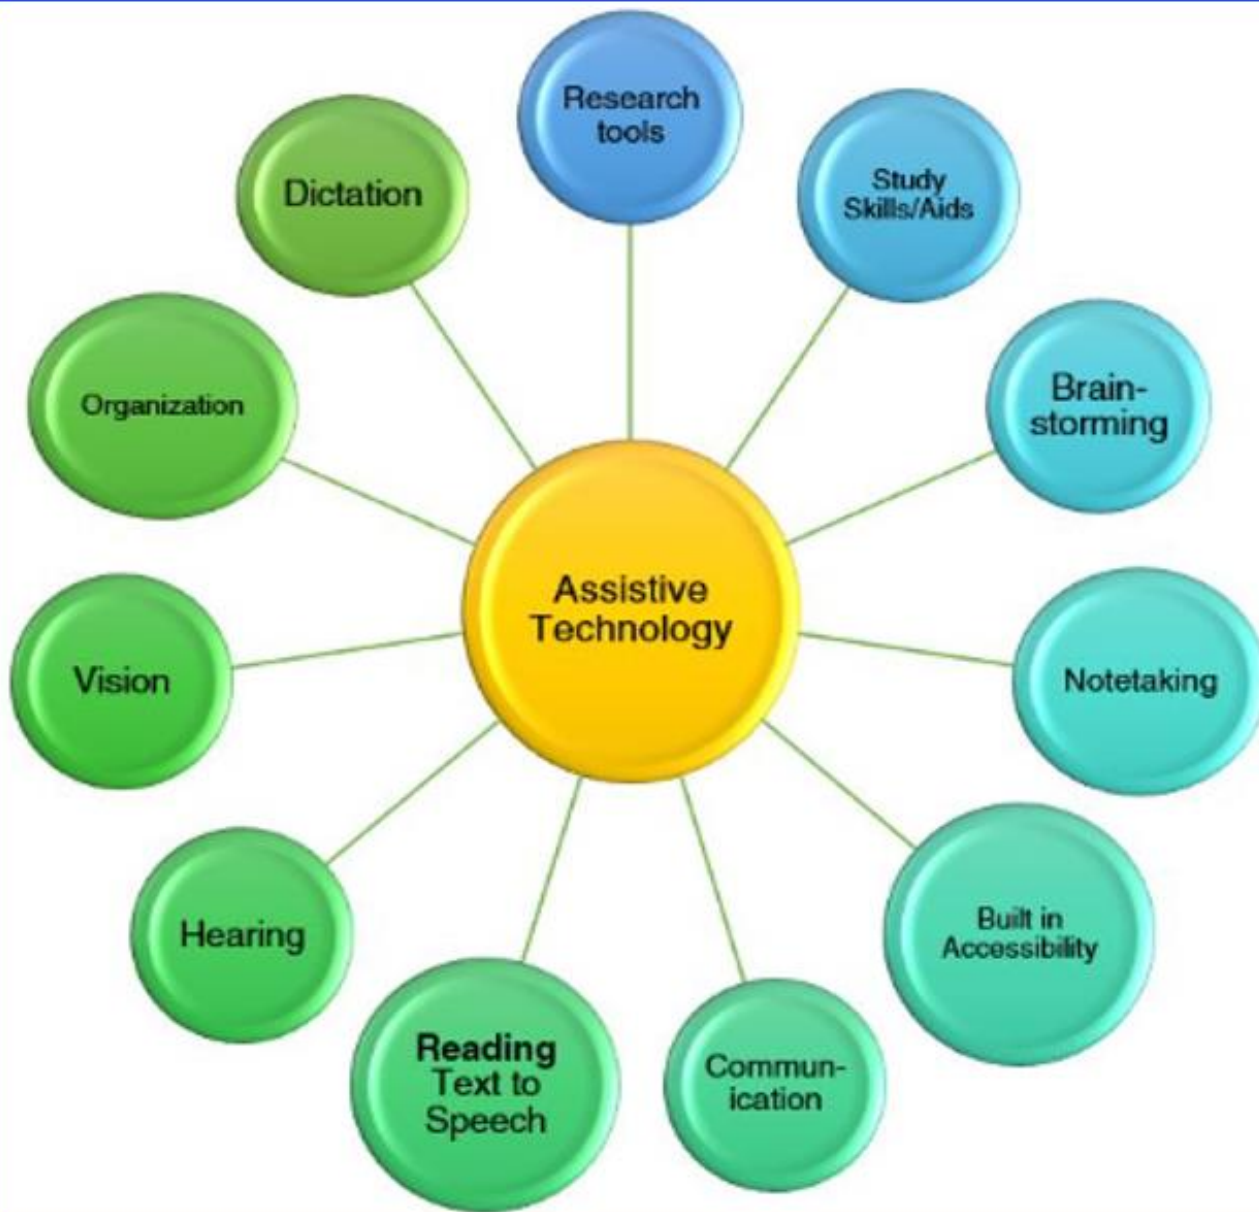 Research
tools
Study
Skills/Aids
Brain-
storming
Notetaking
Built in
Accessibility
Commun-
ication
Reading
Text to
Speech
Hearing
Vision
Organization
Dictation
Assistive
Technology